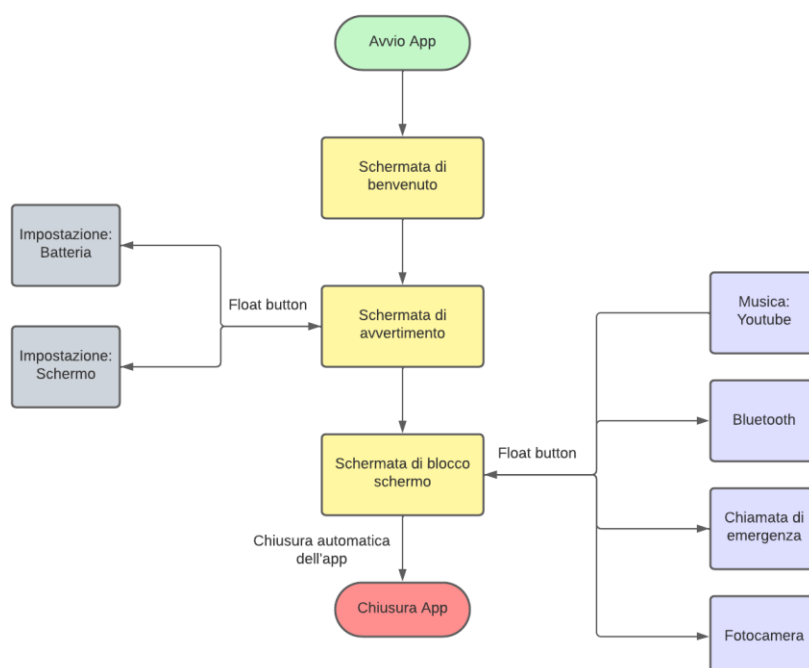 Avvio App
Schermata di
benvenuto
Impostazione:
Batteria
Float button
Impostazione:
Schermo
Schermata di
avvertimento
Musica:
Youtube
Bluetooth
Schermata di blocco
schermo
Float button
Chiamata di
emergenza
Chiusura automatica
dell'app
Chiusura App
Fotocamera